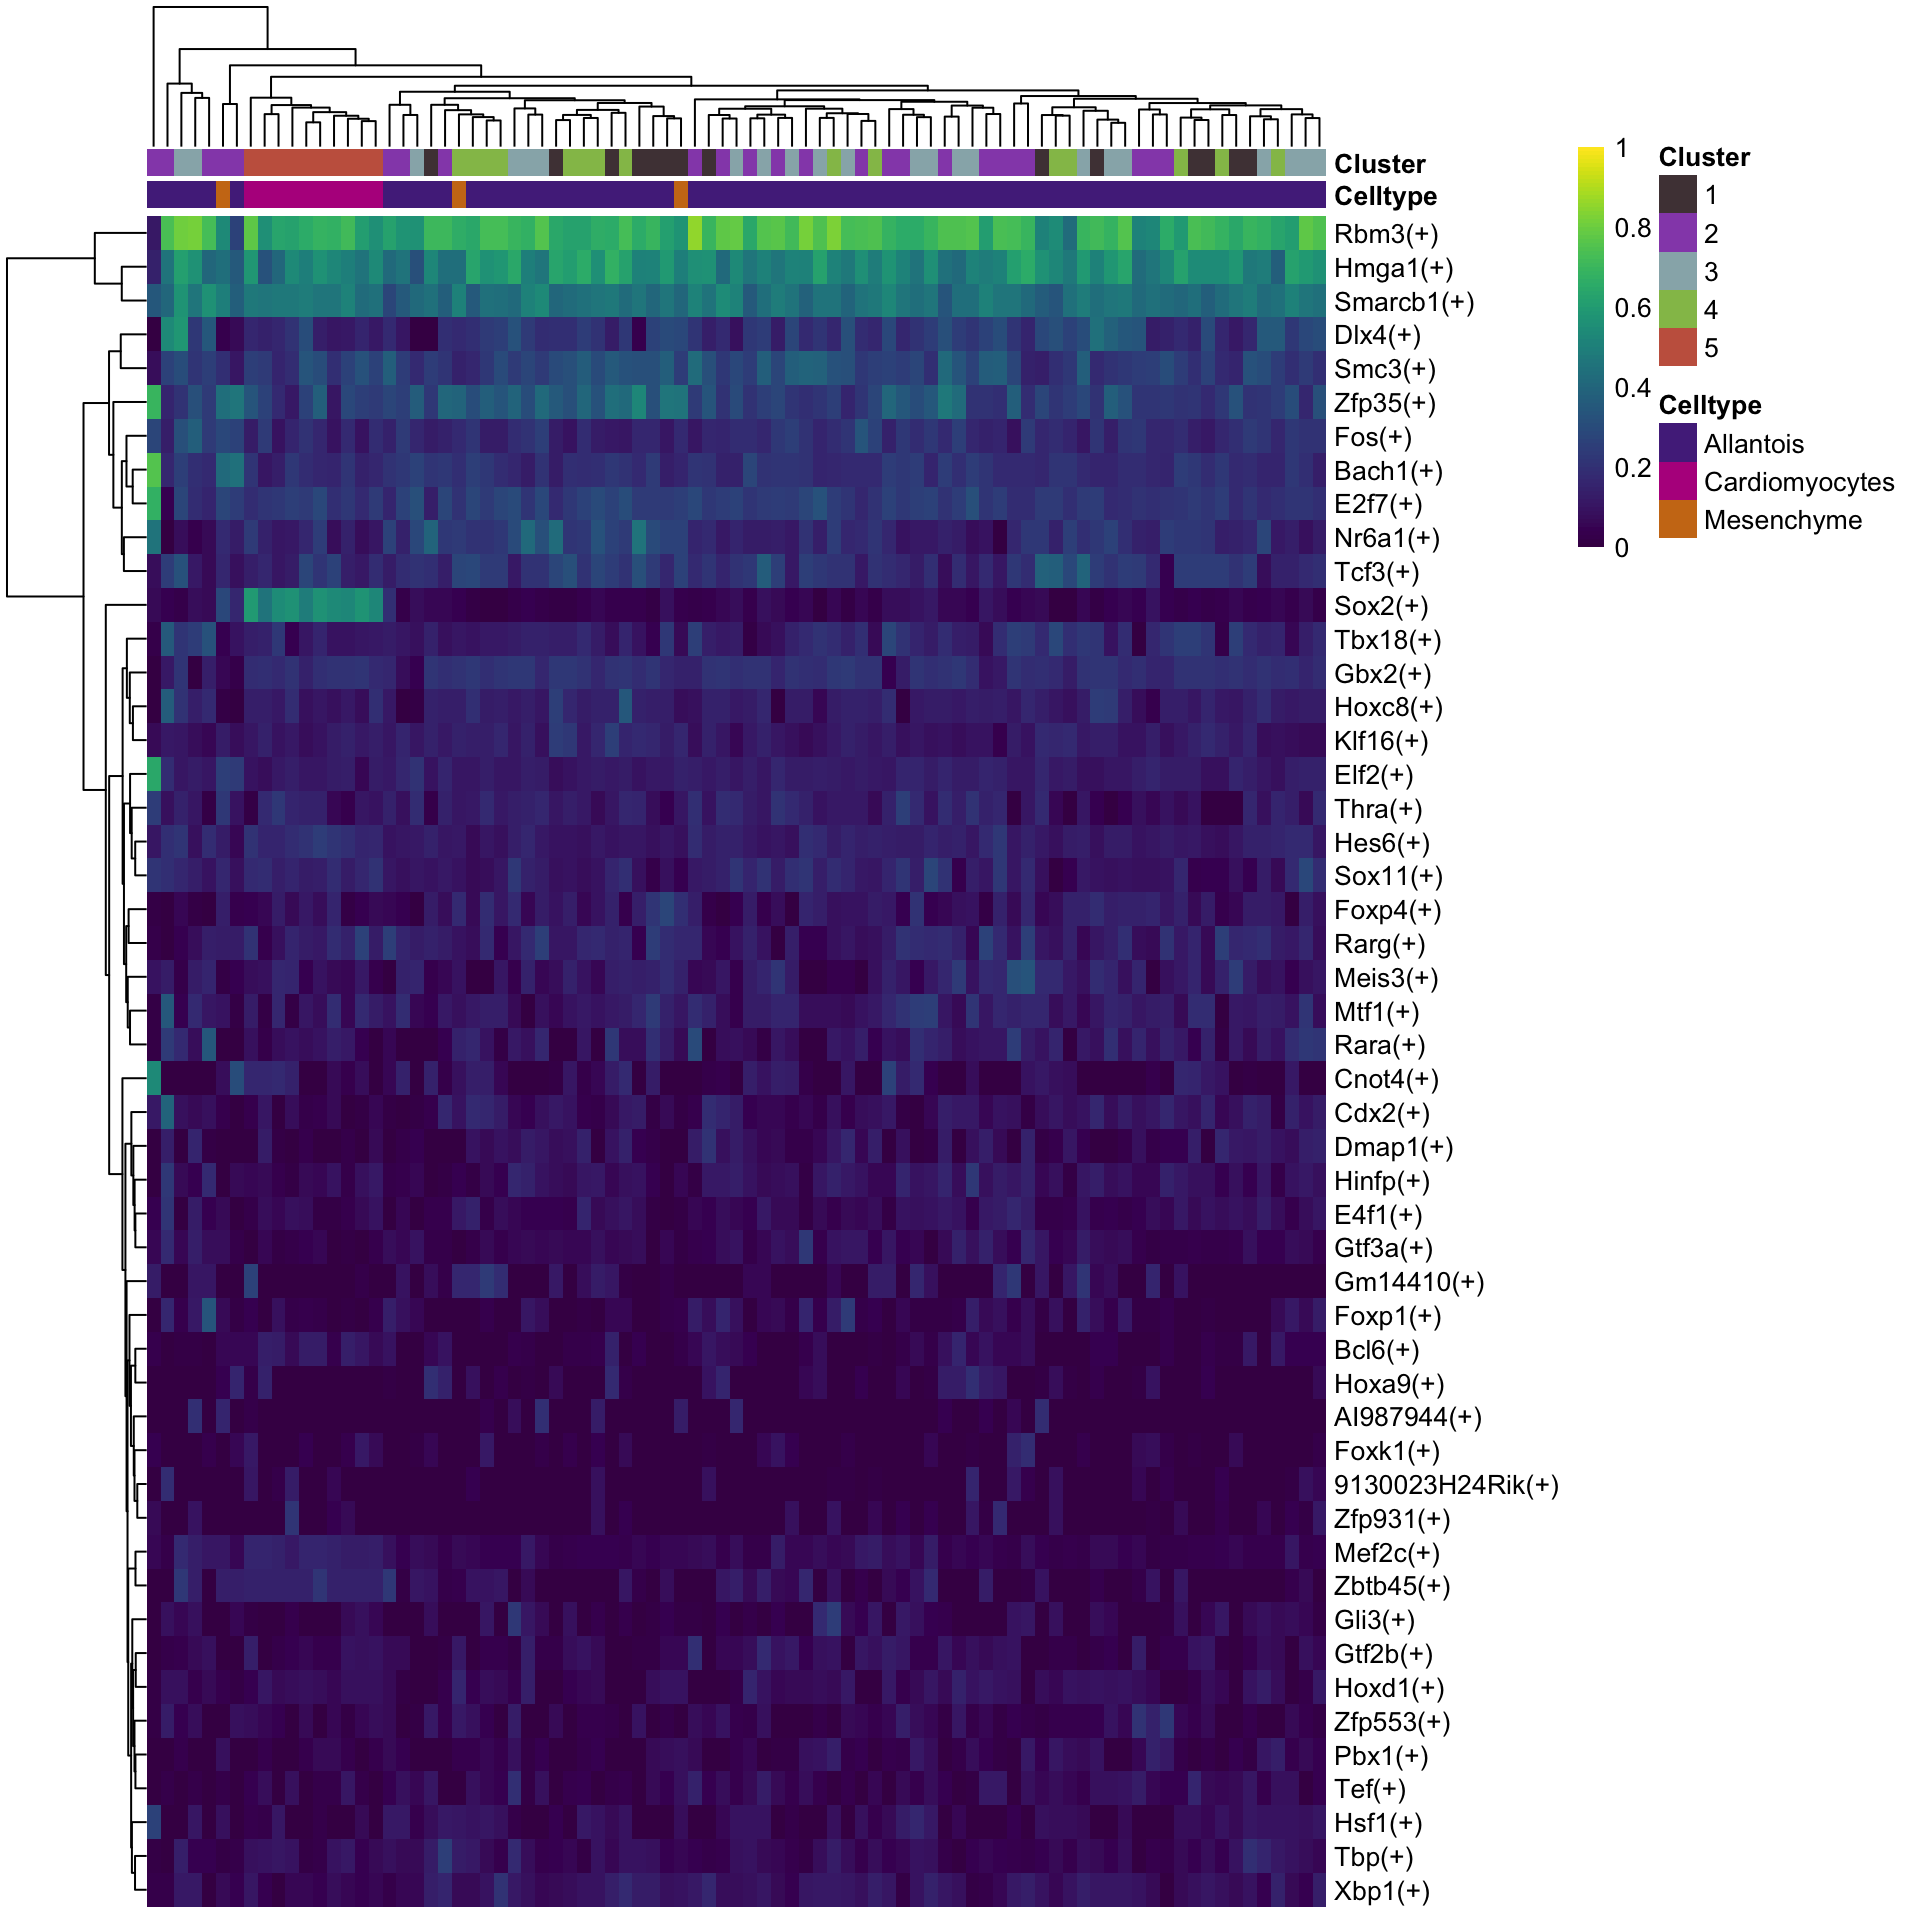 Cluster
Celltype
Rbm3(+)
Hmga1(+)
Smarcb1(+)
Dlx4(+)
Smc3(+)
Zfp35(+)
Fos(+)
Bach1(+)
E2f7(+)
Nr6a1(+)
Tcf3(+)
Sox2(+)
Tbx18(+)
Gbx2(+)
Hoxc8(+)
Klf16(+)
Elf2(+)
Thra(+)
Hes6(+)
Sox11(+)
Foxp4(+)
Rarg(+)
Meis3(+)
Mtf1(+)
Rara(+)
Cnot4(+)
Cdx2(+)
Dmap1(+)
Hinfp(+)
E4f1(+)
Gtf3a(+)
Gm14410(+)
Foxp1(+)
Bcl6(+)
Hoxa9(+)
AI987944(+)
Foxk1(+)
9130023H24Rik(+)
Zfp931(+)
Mef2c(+)
Zbtb45(+)
Gli3(+)
Gtf2b(+)
Hoxd1(+)
Zfp553(+)
Pbx1(+)
Tef(+)
Hsf1(+)
Tbp(+)
Xbp1(+)
1
0.8
0.6
0.4
0.2
0
Cluster
1
2
3
4
5
Celltype
Allantois
Cardiomyocytes
Mesenchyme